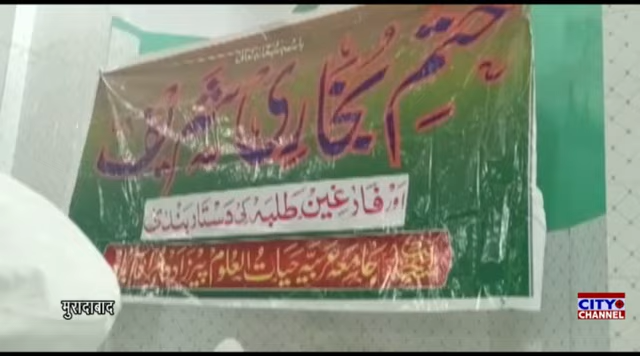 ختم بخاری شریف
اور فارغین طلبہ کی دستار بندی
جامعہ عربیہ حیات العلوم
मुरादाबाद
CITY
CHANNEL